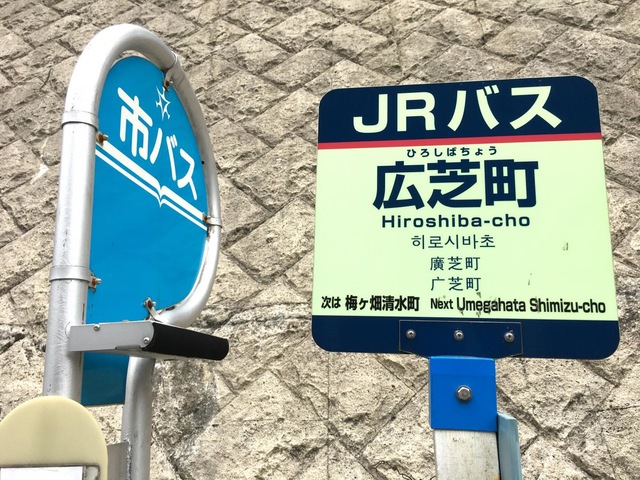 市バス
JRバス
ひろしばちょう
広芝町
Hiroshiba-cho
히로시바초
廣芝町
广芝町
次は 梅ヶ畑清水町 Next Umegahata Shimizu-cho